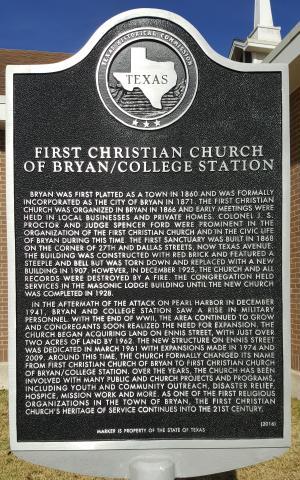 TEXAS HISTORICAL COMMISSION
TEXAS
FIRST CHRISTIAN CHURCH
OF BRYAN/COLLEGE STATION
BRYAN WAS FIRST PLATTED AS A TOWN IN 1860 AND WAS FORMALLY
INCORPORATED AS THE CITY OF BRYAN IN 1871. THE FIRST CHRISTIAN
CHURCH WAS ORGANIZED IN BRYAN IN 1866 AND EARLY MEETINGS WERE
HELD IN LOCAL BUSINESSES AND PRIVATE HOMES. COLONEL J. S.
PROCTOR AND JUDGE SPENCER FORD WERE PROMINENT IN THE
ORGANIZATION OF THE FIRST CHRISTIAN CHURCH AND IN THE CIVIC LIFE
OF BRYAN DURING THIS TIME. THE FIRST SANCTUARY WAS BUILT IN 1868
ON THE CORNER OF 27TH AND DALLAS STREETS, NOW TEXAS AVENUE.
THE BUILDING WAS CONSTRUCTED WITH RED BRICK AND FEATURED A
STEEPLE AND BELL BUT WAS TORN DOWN AND REPLACED WITH A NEW
BUILDING IN 1907. HOWEVER, IN DECEMBER 1925, THE CHURCH AND ALL
RECORDS WERE DESTROYED BY A FIRE. THE CONGREGATION HELD
SERVICES IN THE MASONIC LODGE BUILDING UNTIL THE NEW CHURCH
WAS COMPLETED IN 1928.
IN THE AFTERMATH OF THE ATTACK ON PEARL HARBOR IN DECEMBER
1941, BRYAN AND COLLEGE STATION SAW A RISE IN MILITARY
PERSONNEL. WITH THE END OF WWII, THE AREA CONTINUED TO GROW
AND CONGREGANTS SOON REALIZED THE NEED FOR EXPANSION. THE
CHURCH BEGAN ACQUIRING LAND ON ENNIS STREET, WITH JUST OVER
TWO ACRES OF LAND BY 1962. THE NEW STRUCTURE ON ENNIS STREET
WAS DEDICATED IN MARCH 1961 WITH EXPANSIONS MADE IN 1974 AND
2009. AROUND THIS TIME, THE CHURCH FORMALLY CHANGED ITS NAME
FROM FIRST CHRISTIAN CHURCH OF BRYAN TO FIRST CHRISTIAN CHURCH
OF BRYAN/COLLEGE STATION. OVER THE YEARS, THE CHURCH HAS BEEN
INVOLVED WITH MANY PUBLIC AND CHURCH PROJECTS AND PROGRAMS,
INCLUDING YOUTH AND COMMUNITY OUTREACH, DISASTER RELIEF,
HOSPICE, MISSION WORK AND MORE. AS ONE OF THE FIRST RELIGIOUS
ORGANIZATIONS IN THE TOWN OF BRYAN, THE FIRST CHRISTIAN
CHURCH'S HERITAGE OF SERVICE CONTINUES INTO THE 21ST CENTURY.
(2016)
MARKER IS PROPERTY OF THE STATE OF TEXAS